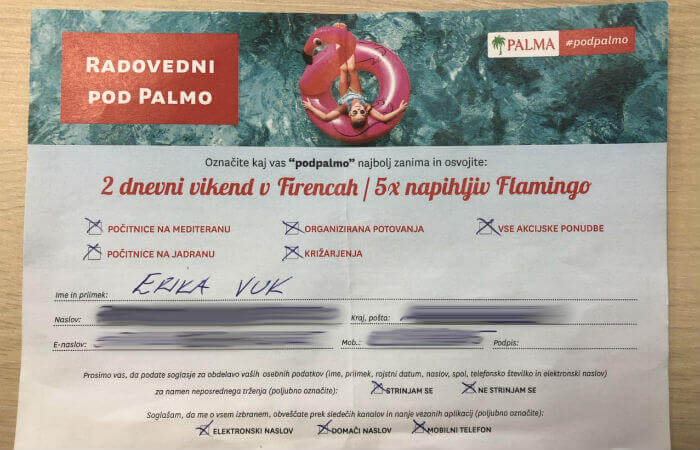 RADOVEDNI
POD PALMO
PALMA #podpalmo
Označite kaj vas "podpalmo" najbolj zanima in osvojite:
2 dnevni vikend v Firencah / 5x napihljiv Flamingo
POČITNICE NA MEDITERANU ORGANIZIRANA POTOVANJA VSE AKCIJSKE PONUDBE
POČITNICE NA JADRANU KRIŽARJENJA
Ime in priimek: ERIKA VUK
Naslov: Kraj, pošta:
E-naslov: Mob.: Podpis:
Prosimo vas, da podate soglasje za obdelavo vaših osebnih podatkov (ime, priimek, rojstni datum, naslov, spol, telefonsko številko in elektronski naslov)
za namen neposrednega trženja (poljubno označite): STRINJAM SE NE STRINJAM SE
Soglašam, da me o vsem izbranem, obveščate prek sledečih kanalov in nanje vezanih aplikacij (poljubno označite):
ELEKTRONSKI NASLOV DOMAČI NASLOV MOBILNI TELEFON